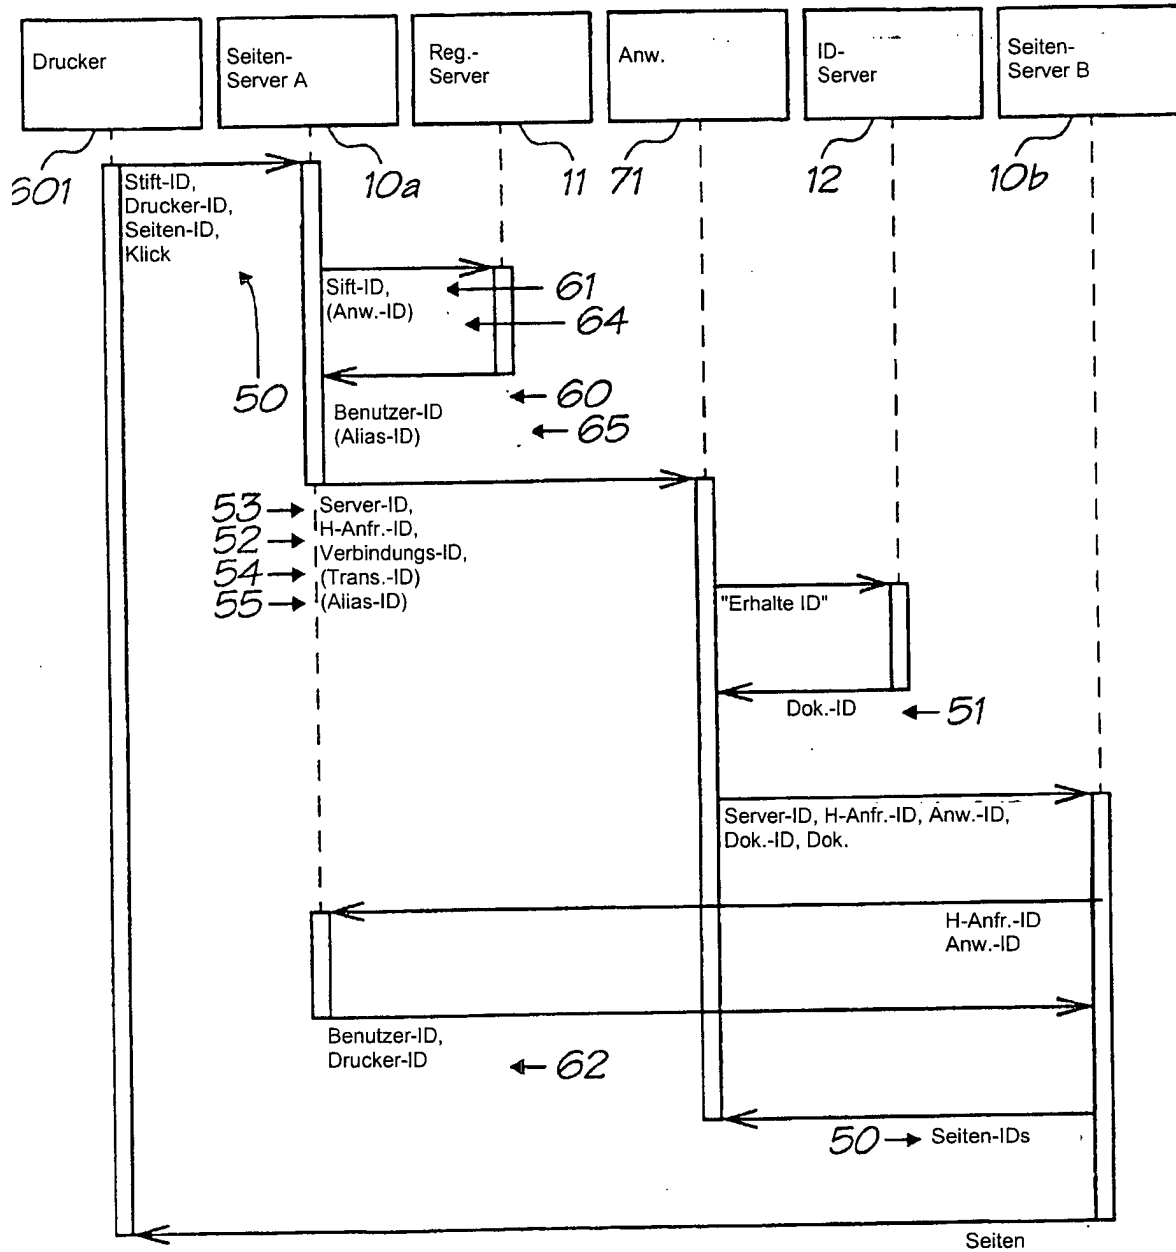 Drucker
Seiten-
Server A
Reg.-
Server
Anw.
ID-
Server
Seiten-
Server B
601
10a
11
71
12
10b
Stift-ID,
Drucker-ID,
Seiten-ID,
Klick
50
Sift-ID,
(Anw.-ID)
61
64
Benutzer-ID
(Alias-ID)
60
65
53
52
54
55
Server-ID,
H-Anfr.-ID,
Verbindungs-ID,
(Trans.-ID)
(Alias-ID)
"Erhalte ID"
Dok.-ID
51
Server-ID, H-Anfr.-ID, Anw.-ID,
Dok.-ID, Dok.
H-Anfr.-ID
Anw.-ID
Benutzer-ID,
Drucker-ID
62
50
Seiten-IDs
Seiten